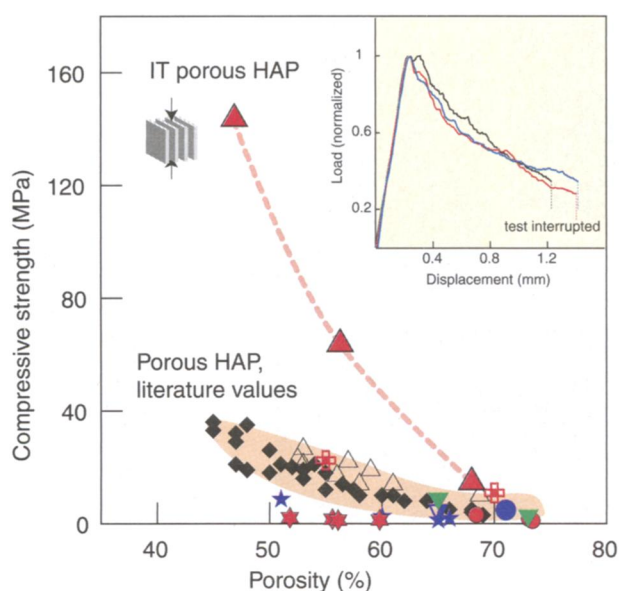 160
120
80
40
0
Compressive strength (MPa)
IT porous HAP
Porous HAP,
literature values
40
50
60
70
80
Porosity (%)
1
0.6
0.2
Load (normalized)
test interrupted
0.4
0.8
1.2
Displacement (mm)